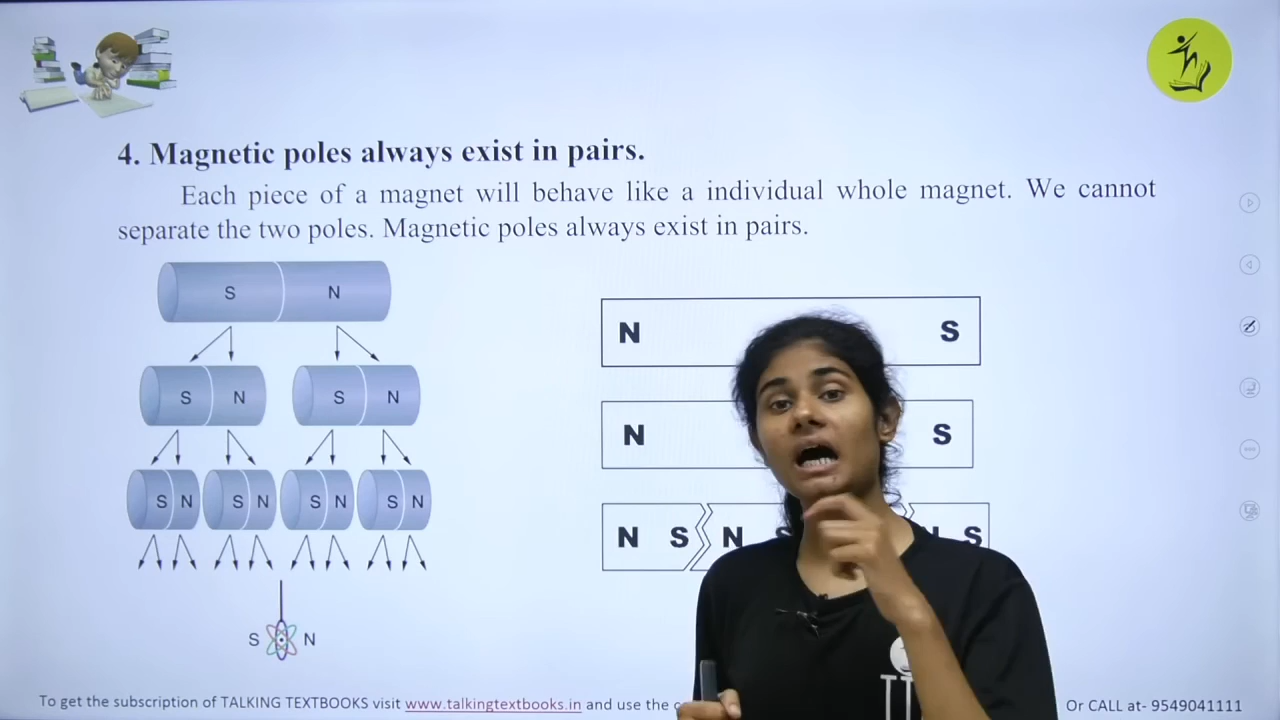 4. Magnetic poles always exist in pairs.
Each piece of a magnet will behave like a individual whole magnet. We cannot
separate the two poles. Magnetic poles always exist in pairs.
S N
N S
S N S N
N S
S N S N S N S N
N S N S N S
S N
To get the subscription of TALKING TEXTBOOKS visit www.talkingtextbooks.in and use the
Or CALL at- 9549041111